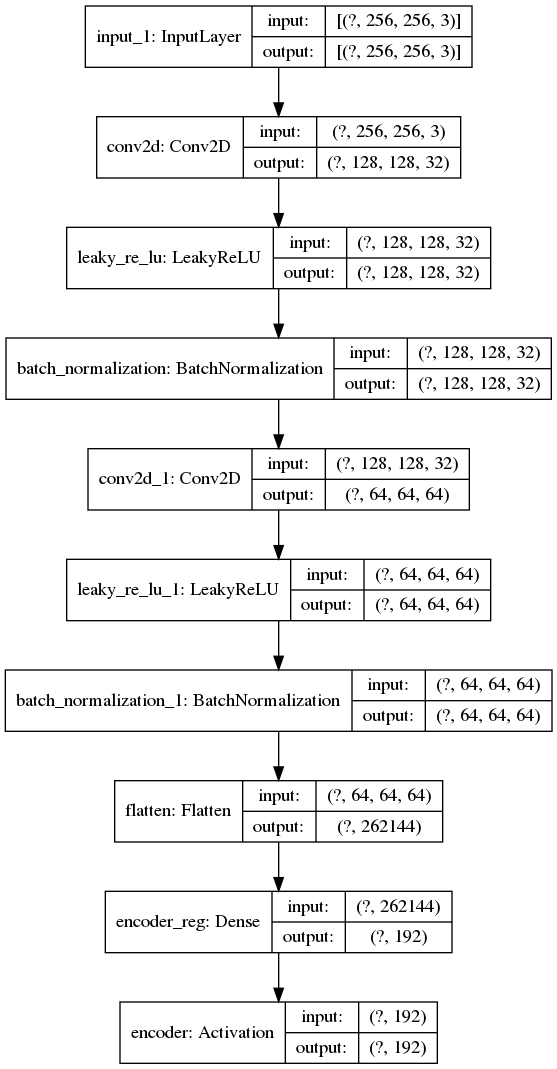 input_1: InputLayer
input: [(?, 256, 256, 3)]
output: [(?, 256, 256, 3)]
conv2d: Conv2D
input: (?, 256, 256, 3)
output: (?, 128, 128, 32)
leaky_re_lu: LeakyReLU
input: (?, 128, 128, 32)
output: (?, 128, 128, 32)
batch_normalization: BatchNormalization
input: (?, 128, 128, 32)
output: (?, 128, 128, 32)
conv2d_1: Conv2D
input: (?, 128, 128, 32)
output: (?, 64, 64, 64)
leaky_re_lu_1: LeakyReLU
input: (?, 64, 64, 64)
output: (?, 64, 64, 64)
batch_normalization_1: BatchNormalization
input: (?, 64, 64, 64)
output: (?, 64, 64, 64)
flatten: Flatten
input: (?, 64, 64, 64)
output: (?, 262144)
encoder_reg: Dense
input: (?, 262144)
output: (?, 192)
encoder: Activation
input: (?, 192)
output: (?, 192)